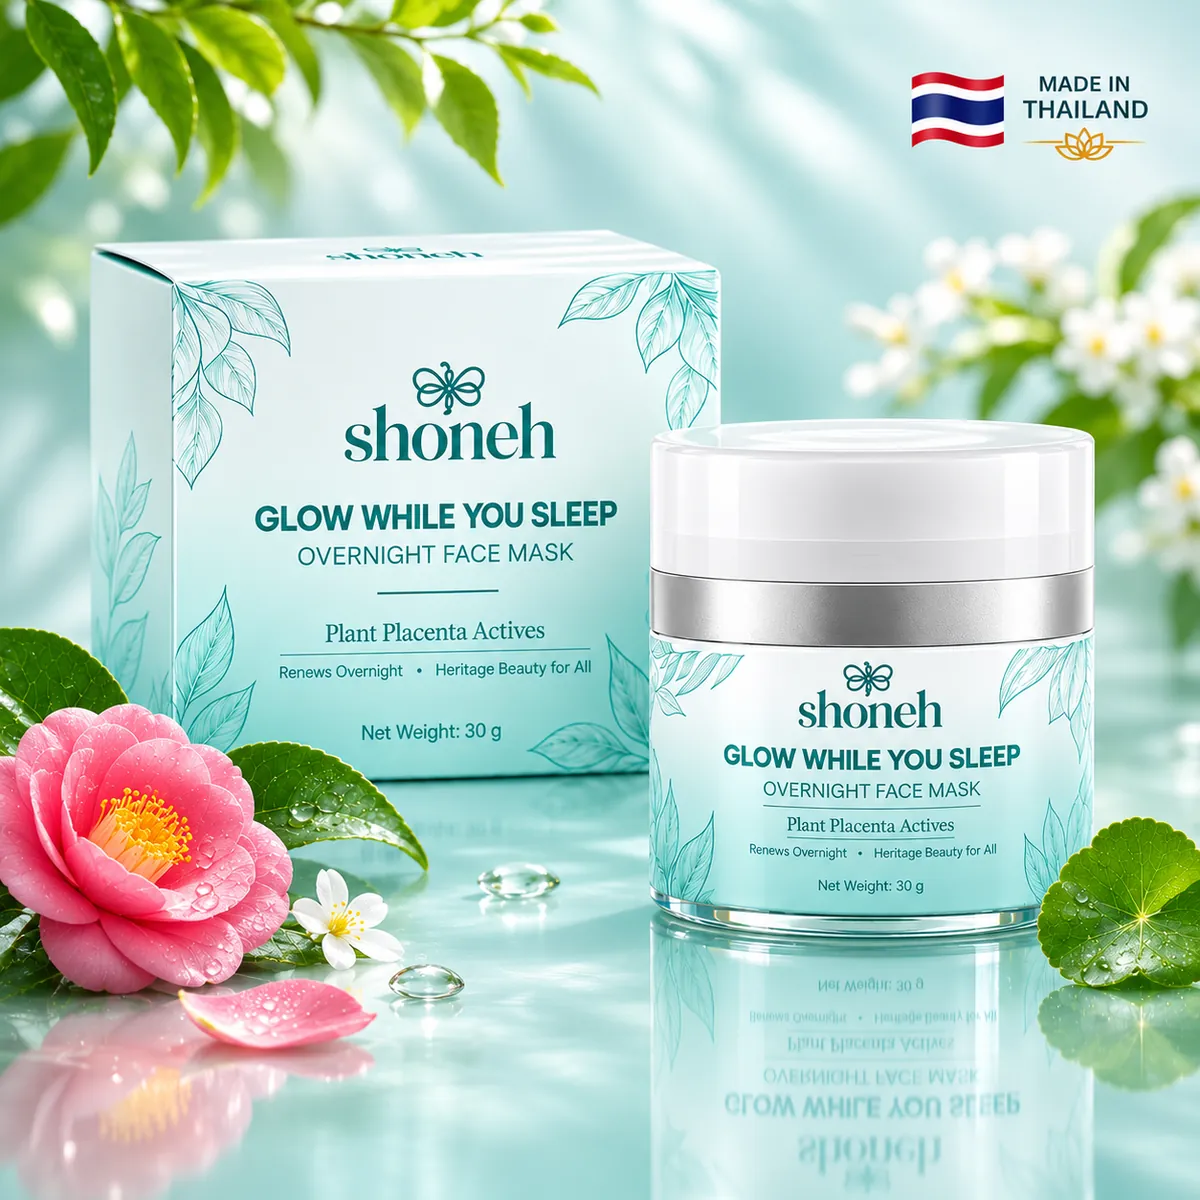 MADE IN
THAILAND
shoneh
shoneh
GLOW WHILE YOU SLEEP
OVERNIGHT FACE MASK
Plant Placenta Actives
Renews Overnight • Heritage Beauty for All
Net Weight: 30 g
shoneh
GLOW WHILE YOU SLEEP
OVERNIGHT FACE MASK
Plant Placenta Actives
Renews Overnight • Heritage Beauty for All
Net Weight: 30 g